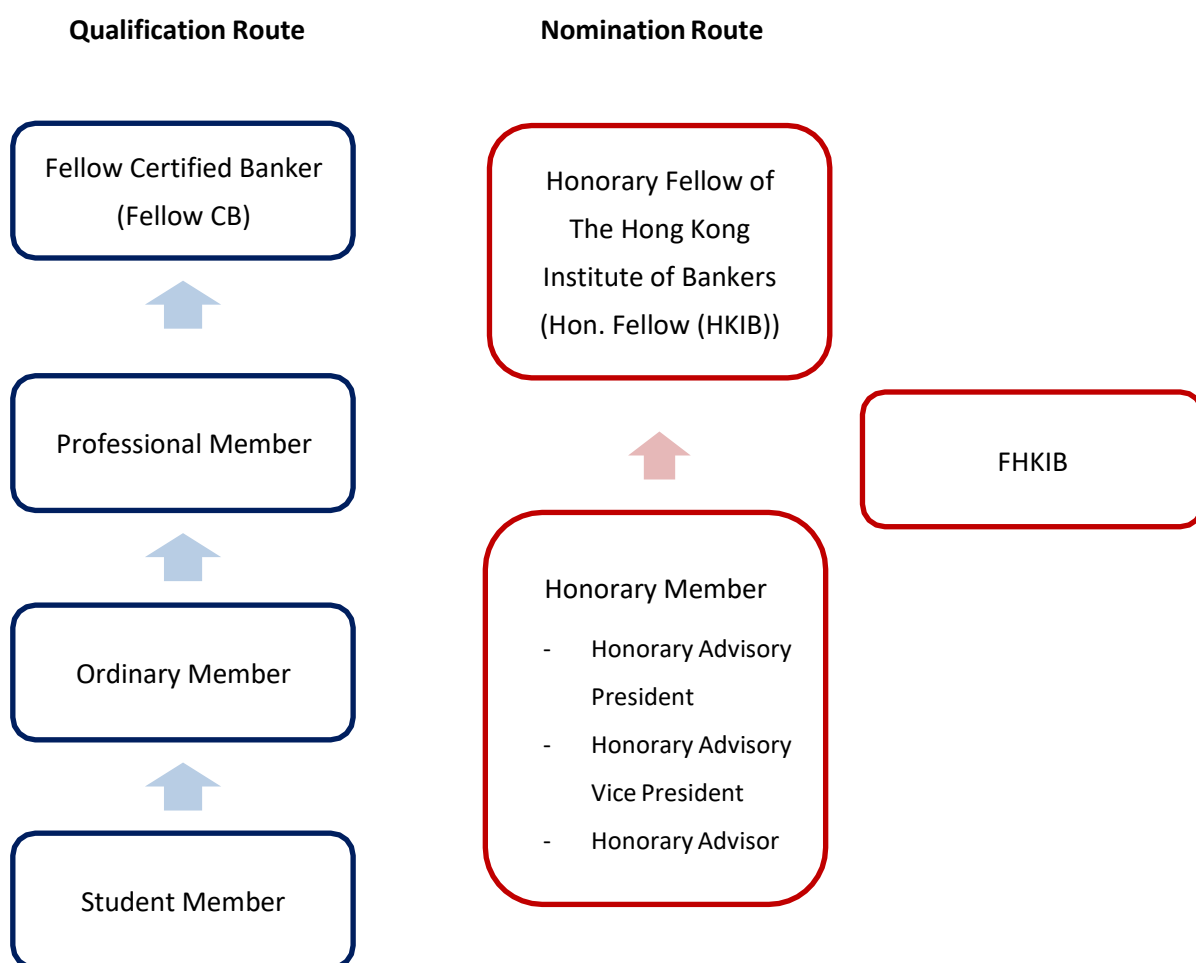 Qualification Route
Nomination Route
Fellow Certified Banker
(Fellow CB)
Professional Member
Ordinary Member
Student Member
Honorary Fellow of
The Hong Kong
Institute of Bankers
(Hon. Fellow (HKIB))
Honorary Member
- Honorary Advisory
President
- Honorary Advisory
Vice President
- Honorary Advisor
FHKIB